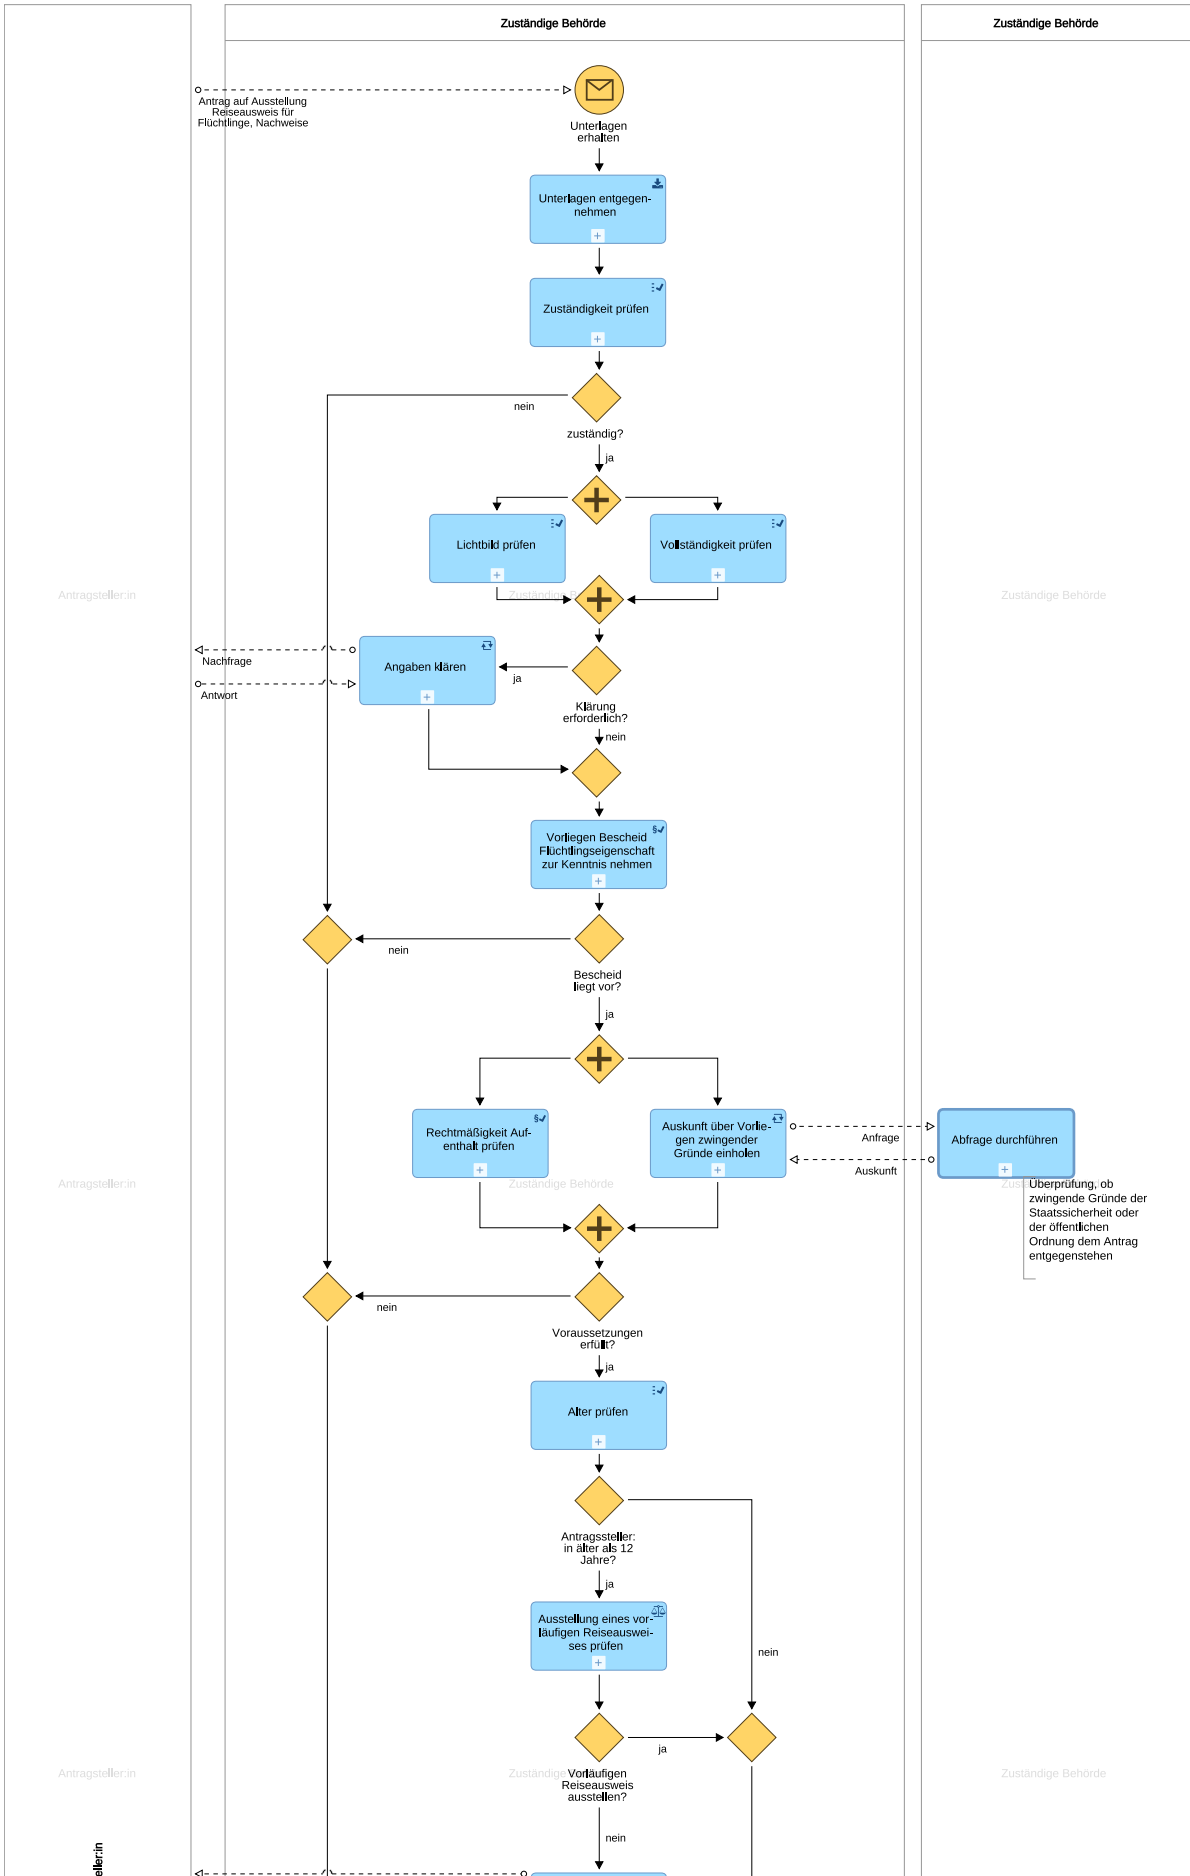 Zuständige Behörde
Zuständige Behörde
Antrag auf Ausstellung
Reiseausweis für
Flüchtlinge, Nachweise
Unterlagen
erhalten
Unterlagen entgegen-
nehmen
Zuständigkeit prüfen
nein
zuständig?
ja
Lichtbild prüfen
Vollständigkeit prüfen
Antragsteller:in
Zuständige B
Zuständige Behörde
Nachfrage
Antwort
Angaben klären
ja
Klärung
erforderlich?
nein
Vorliegen Bescheid
Flüchtlingseigenschaft
zur Kenntnis nehmen
nein
Bescheid
liegt vor?
ja
Rechtmäßigkeit Auf-
enthalt prüfen
Auskunft über Vorlie-
gen zwingender
Gründe einholen
Anfrage
Auskunft
Abfrage durchführen
Antragsteller:in
Zuständige Behörde
Überprüfung, ob
zwingende Gründe der
Staatssicherheit oder
der öffentlichen
Ordnung dem Antrag
entgegenstehen
nein
Voraussetzungen
erfüllt?
ja
Alter prüfen
Antragssteller:
in älter als 12
Jahre?
ja
Ausstellung eines vor-
läufigen Reiseauswei-
ses prüfen
nein
ja
Antragsteller:in
Zuständige
Vorläufigen
Reiseausweis
ausstellen?
Zuständige Behörde
nein
eller:in